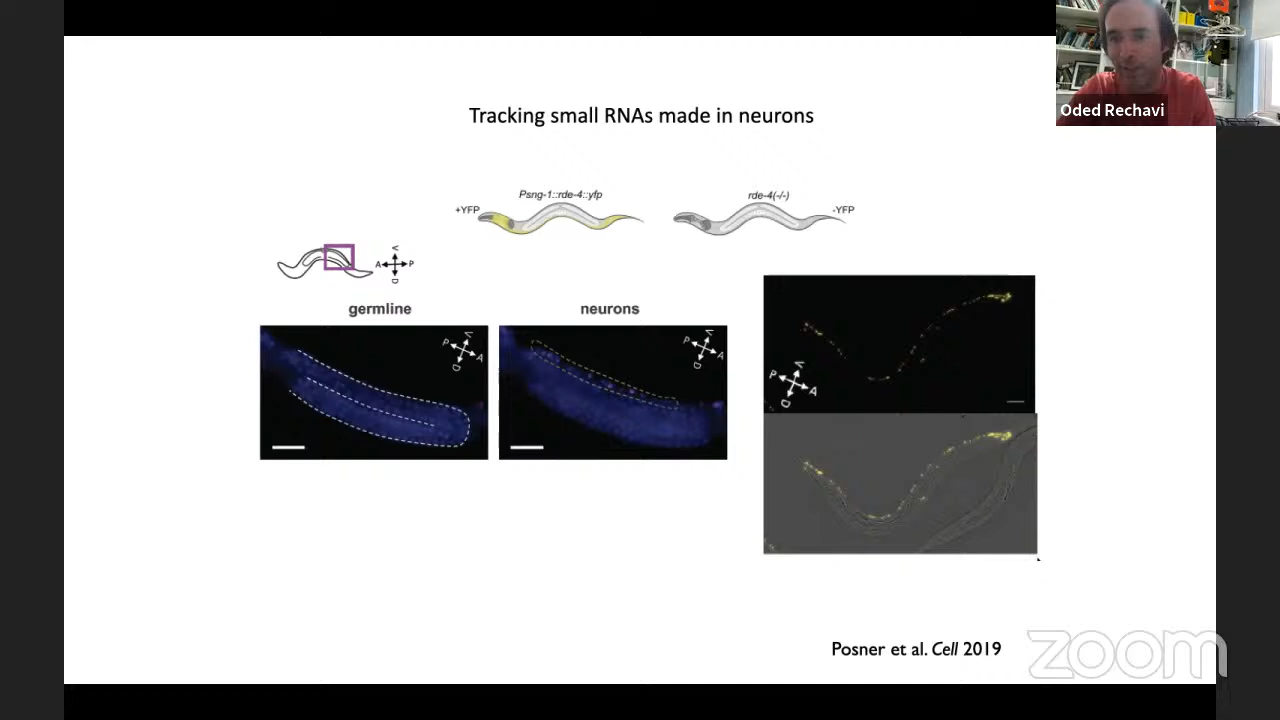 Oded Rechavi
Tracking small RNAs made in neurons
Psng-1::rde-4::yfp
rde-4(-/-)
+YFP
-YFP
V
A P
D
germline
neurons
V
P A
D
V
P A
D
V
P A
D
Posner et al. Cell 2019
zoom